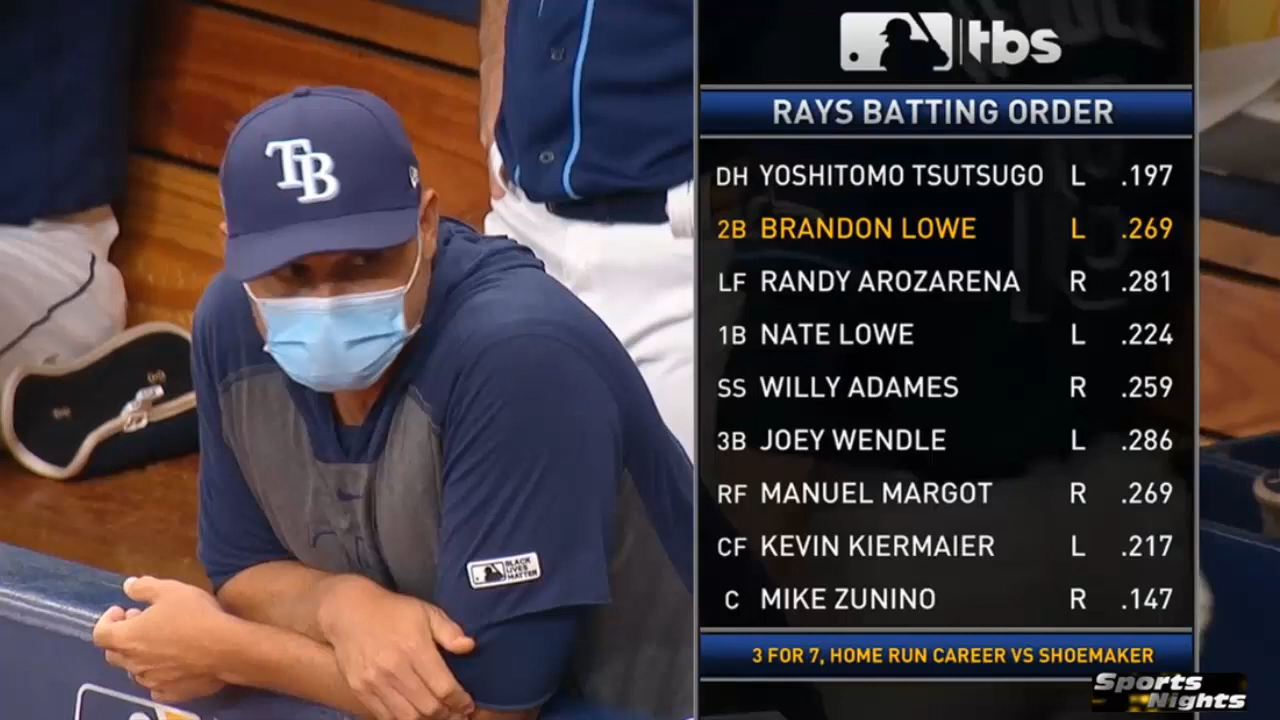 tbs
RAYS BATTING ORDER
DH YOSHITOMO TSUTSUGO L .197
2B BRANDON LOWE L .269
LF RANDY AROZARENA R .281
1B NATE LOWE L .224
SS WILLY ADAMES R .259
3B JOEY WENDLE L .286
RF MANUEL MARGOT R .269
CF KEVIN KIERMAIER L .217
C MIKE ZUNINO R .147
3 FOR 7, HOME RUN CAREER VS SHOEMAKER
Sports
Nights
TB
BLACK
LIVES
MATTER